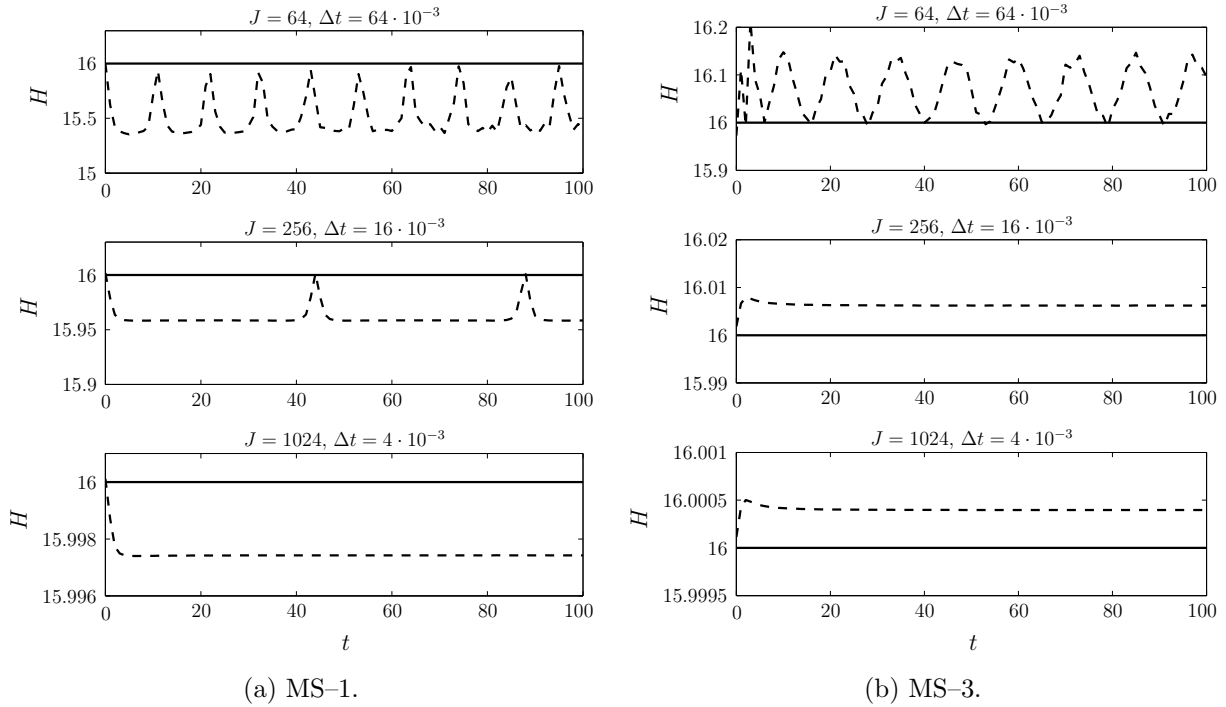 J = 64, Δt = 64 · 10⁻³
16
15.5
15
H
0 20 40 60 80 100
J = 256, Δt = 16 · 10⁻³
16
15.95
15.9
H
0 20 40 60 80 100
J = 1024, Δt = 4 · 10⁻³
16
15.998
15.996
H
0 20 40 60 80 100
t
(a) MS–1.
J = 64, Δt = 64 · 10⁻³
16.2
16.1
16
15.9
H
0 20 40 60 80 100
J = 256, Δt = 16 · 10⁻³
16.02
16.01
16
15.99
H
0 20 40 60 80 100
J = 1024, Δt = 4 · 10⁻³
16.001
16.0005
16
15.9995
H
0 20 40 60 80 100
t
(b) MS–3.